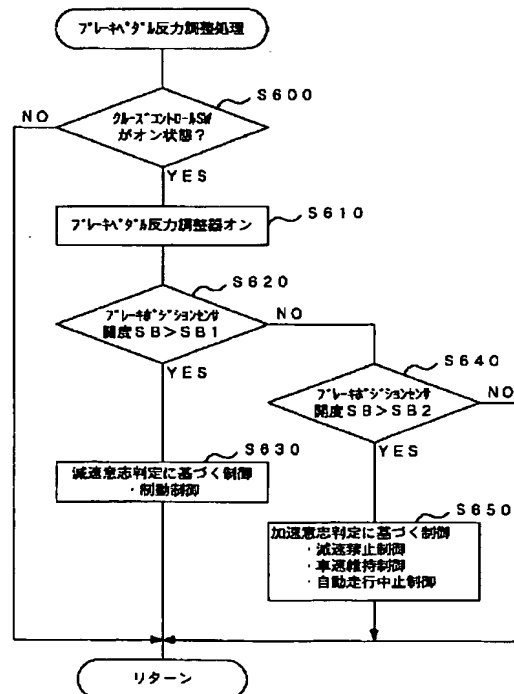 ブレーキペダル反力調整処理
S600
NO
クルーズコントロールSW
がオン状態?
YES
S610
ブレーキペダル反力調整器オン
S620
ブレーキポジションセンサ
開度SB>SB1
NO
YES
S640
ブレーキポジションセンサ
開度SB>SB2
NO
YES
S630
減速意志判定に基づく制御
・制動制御
S650
加速意志判定に基づく制御
・減速禁止制御
・車速維持制御
・自動走行中止制御
リターン